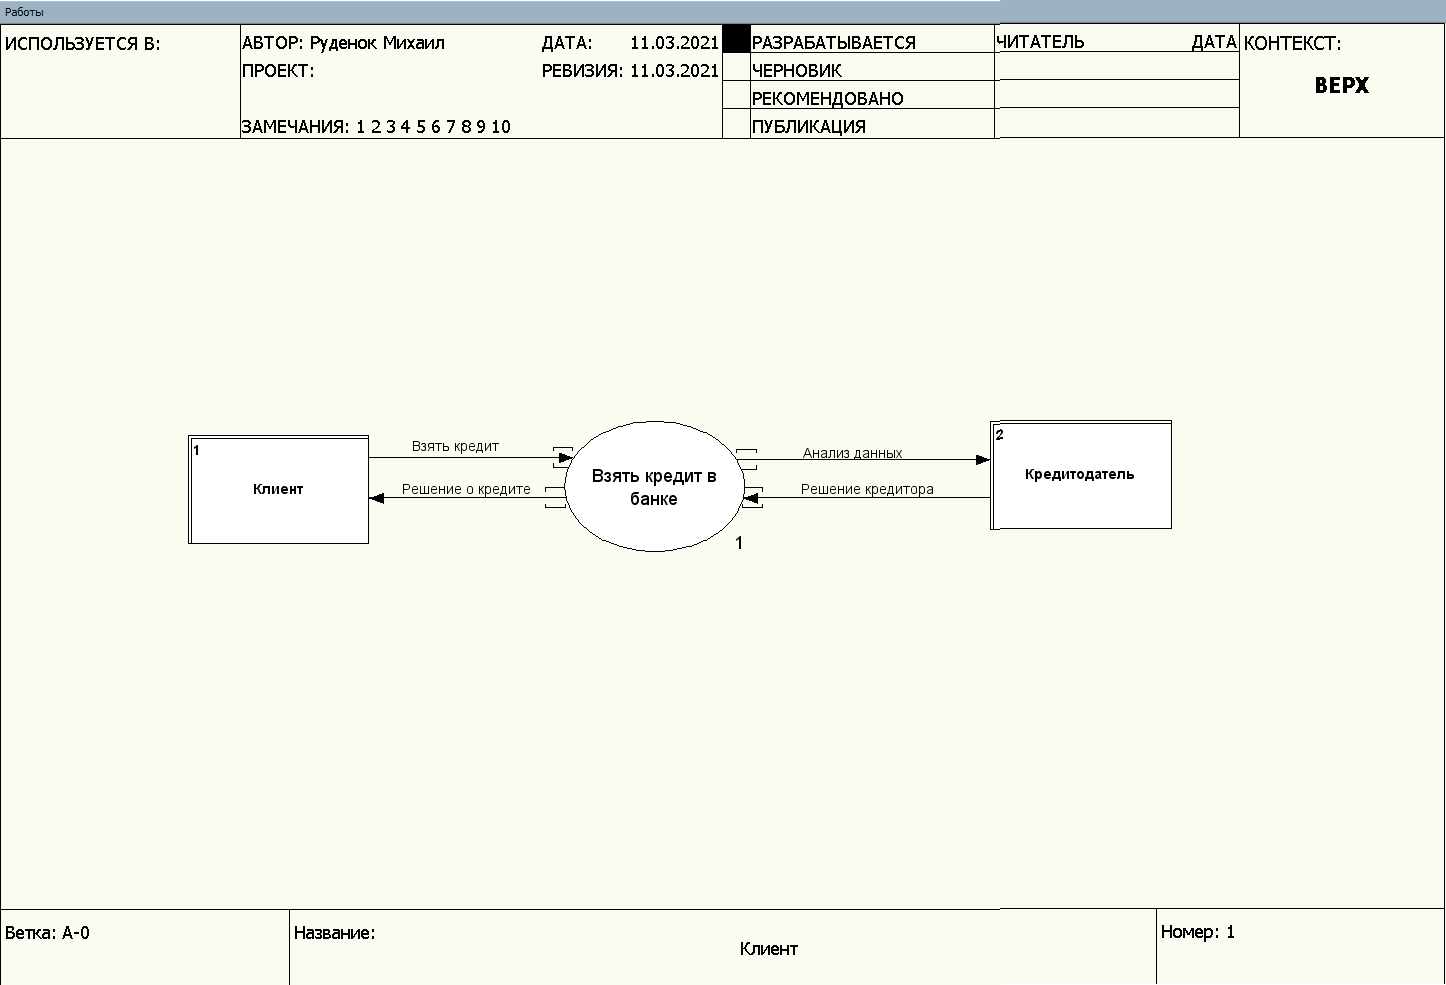 Работы
ИСПОЛЬЗУЕТСЯ В:
АВТОР: Руденок Михаил
ДАТА: 11.03.2021
ПРОЕКТ:
РЕВИЗИЯ: 11.03.2021
ЗАМЕЧАНИЯ: 1 2 3 4 5 6 7 8 9 10
РАЗРАБАТЫВАЕТСЯ
ЧЕРНОВИК
РЕКОМЕНДОВАНО
ПУБЛИКАЦИЯ
ЧИТАТЕЛЬ ДАТА
КОНТЕКСТ:
ВЕРХ
1
Клиент
Взять кредит
Решение о кредите
Взять кредит в
банке
1
Анализ данных
Решение кредитора
2
Кредитодатель
Ветка: А-0
Название:
Клиент
Номер: 1